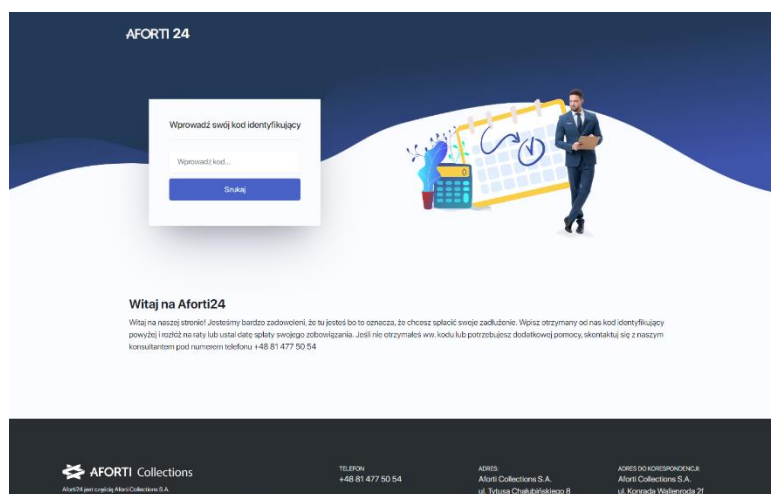 AFORTI 24
Wprowadź swój kod identyfikujący
Wprowadź kod...
Szukaj
0
Witaj na Aforti24
Witaj na naszej stronie! Jesteśmy bardzo zadowoleni, że tu jesteś bo to oznacza, że chcesz spłacić swoje zadłużenie. Wpisz otrzymany od nas kod identyfikujący
powyżej i rozłóż na raty lub ustal datę spłaty swojego zobowiązania. Jeśli nie otrzymałeś ww. kodu lub potrzebujesz dodatkowej pomocy, skontaktuj się z naszym
konsultantem pod numerem telefonu +48 81 477 50 54
AFORTI Collections
Aforti24 jest częścią Aforti Collections S.A.
TELEFON
+48 81 477 50 54
ADRES:
Aforti Collections S.A.
ul. Tytusa Chałubińskiego 8
ADRES DO KORESPONDENCJI:
Aforti Collections S.A.
ul. Konrada Wallenroda 2f